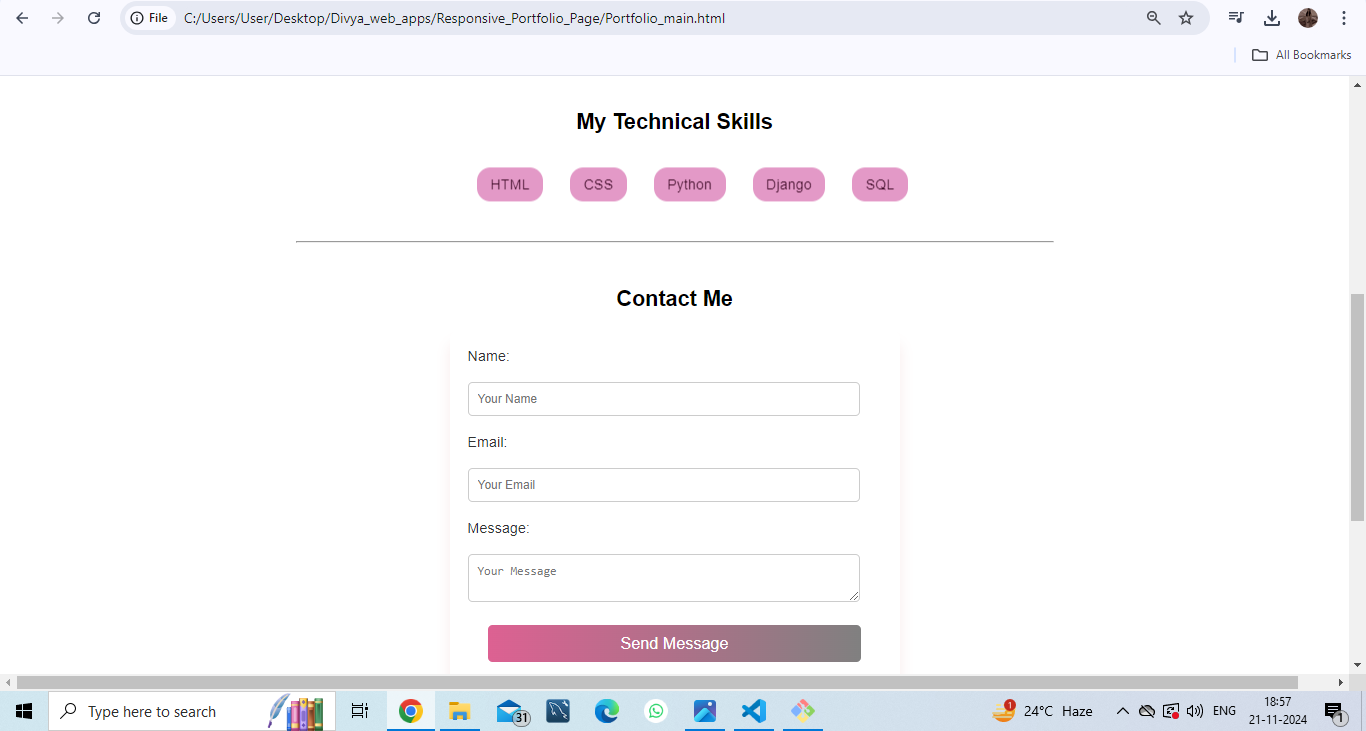 File C:/Users/User/Desktop/Divya_web_apps/Responsive_Portfolio_Page/Portfolio_main.html
All Bookmarks
My Technical Skills
HTML CSS Python Django SQL
Contact Me
Name:
Your Name
Email:
Your Email
Message:
Your Message
Send Message
Type here to search
31
1
24°C Haze
ENG
18:57
21-11-2024
1